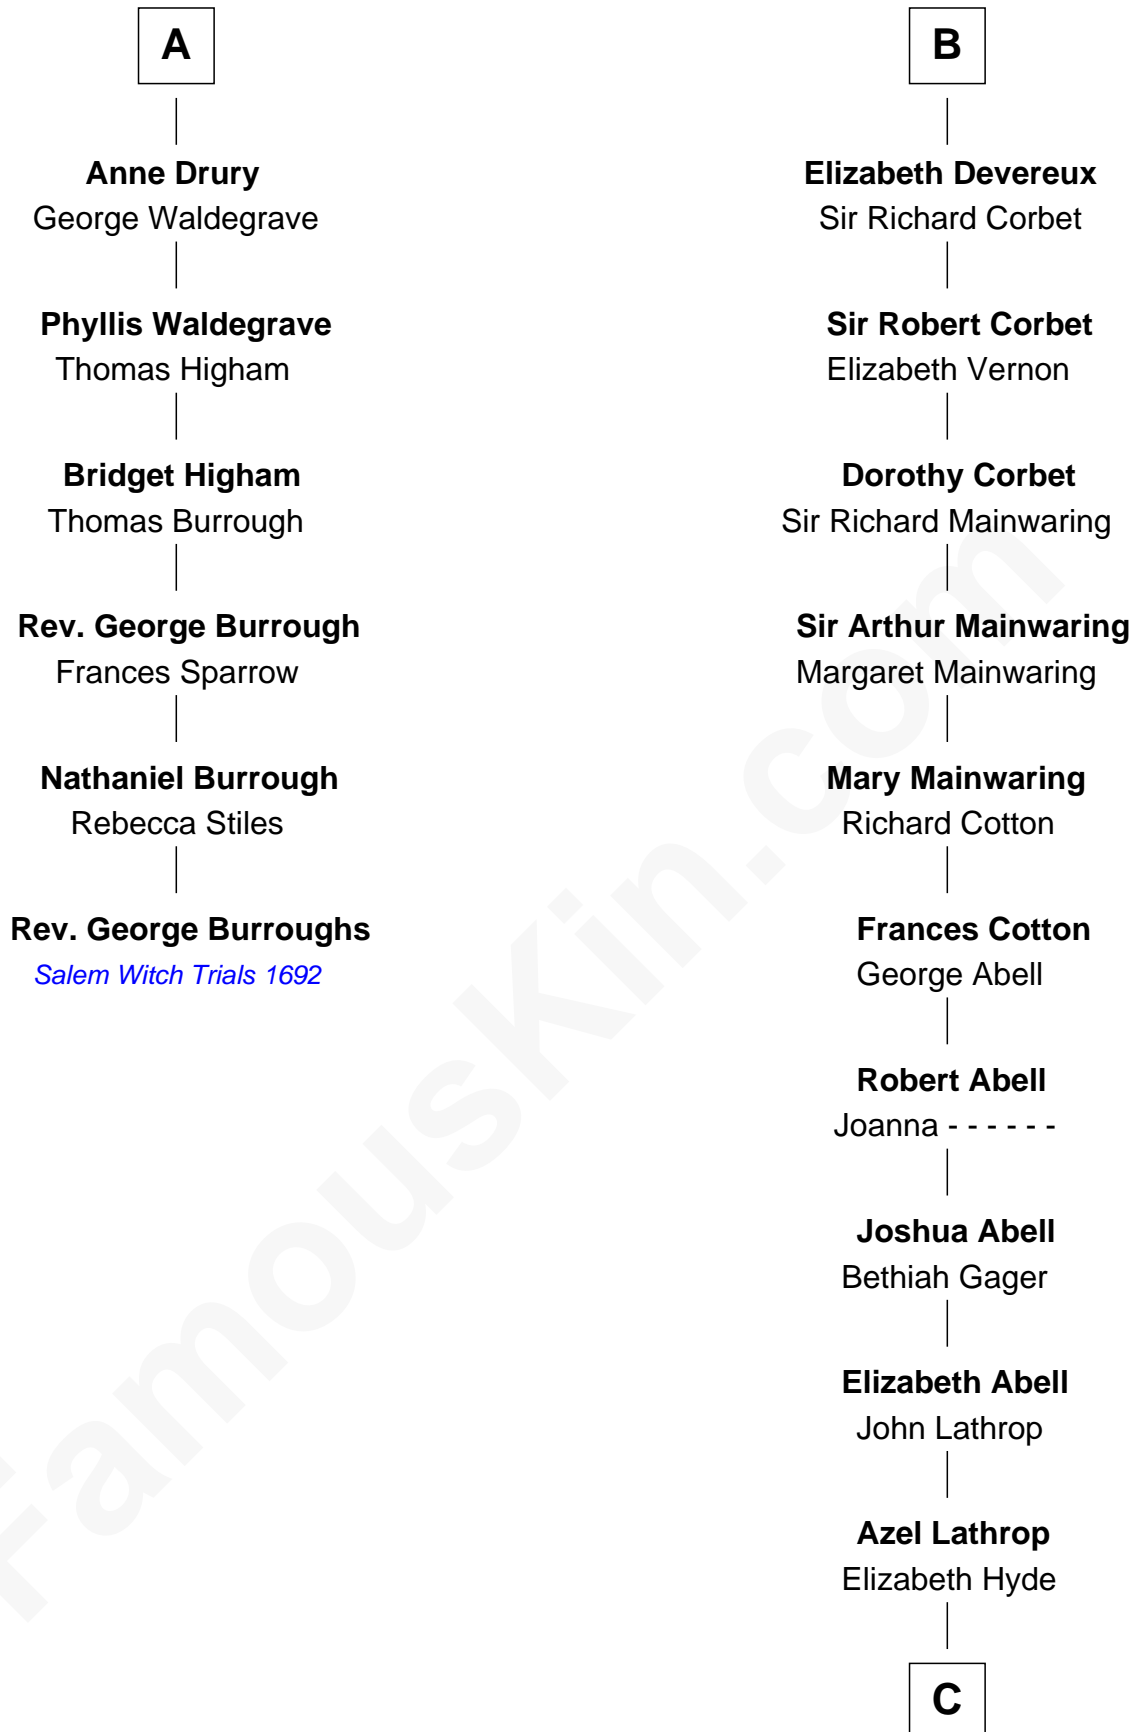 A
Anne Drury
George Waldegrave
Phyllis Waldegrave
Thomas Higham
Bridget Higham
Thomas Burrough
Rev. George Burrough
Frances Sparrow
Nathaniel Burrough
Rebecca Stiles
Rev. George Burroughs
Salem Witch Trials 1692
B
Elizabeth Devereux
Sir Richard Corbet
Sir Robert Corbet
Elizabeth Vernon
Dorothy Corbet
Sir Richard Mainwaring
Sir Arthur Mainwaring
Margaret Mainwaring
Mary Mainwaring
Richard Cotton
Frances Cotton
George Abell
Robert Abell
Joanna - - - - - -
Joshua Abell
Bethiah Gager
Elizabeth Abell
John Lathrop
Azel Lathrop
Elizabeth Hyde
C
FamousKin.com